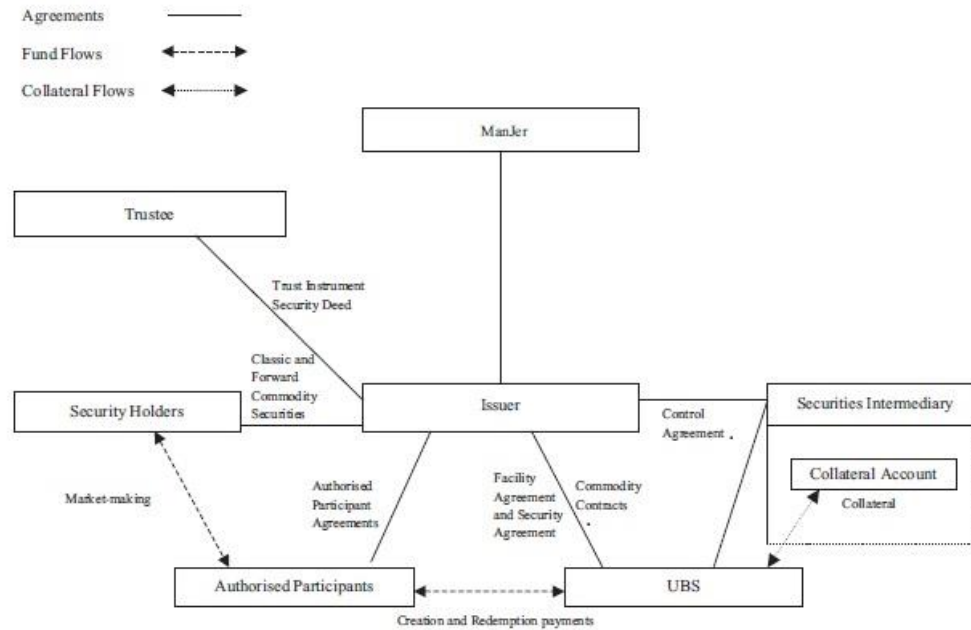 Agreements
Fund Flows
Collateral Flows
ManJer
Trustee
Trust Instrument
Security Deed
Classic and
Forward
Commodity
Securities
Security Holders
Issuer
Control
Agreement
Securities Intermediary
Collateral Account
Collateral
Market-making
Authorised
Participant
Agreements
Facility
Agreement
and Security
Agreement
Commodity
Contracts
Authorised Participants
UBS
Creation and Redemption payments